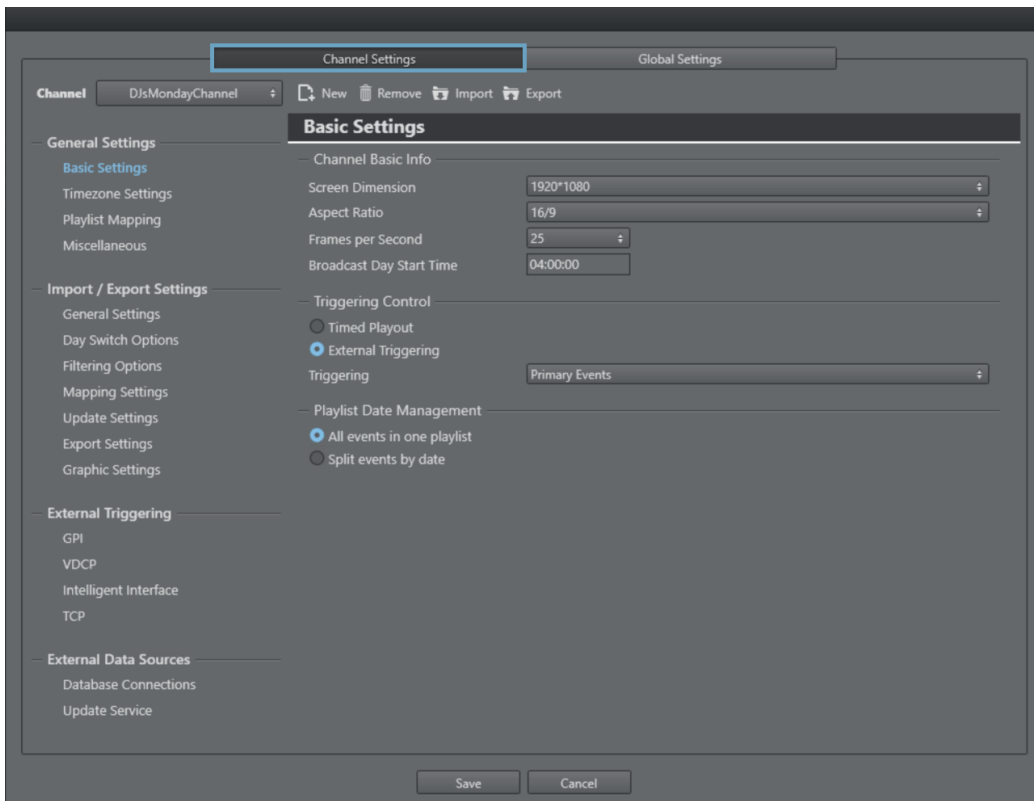 Channel Settings Global Settings
Channel DJsMondayChannel New Remove Import Export
General Settings
Basic Settings
Timezone Settings
Playlist Mapping
Miscellaneous
Import / Export Settings
General Settings
Day Switch Options
Filtering Options
Mapping Settings
Update Settings
Export Settings
Graphic Settings
External Triggering
GPI
VDCP
Intelligent Interface
TCP
External Data Sources
Database Connections
Update Service
Basic Settings
Channel Basic Info
Screen Dimension 1920*1080
Aspect Ratio 16/9
Frames per Second 25
Broadcast Day Start Time 04:00:00
Triggering Control
Timed Playout
External Triggering
Triggering Primary Events
Playlist Date Management
All events in one playlist
Split events by date
Save Cancel